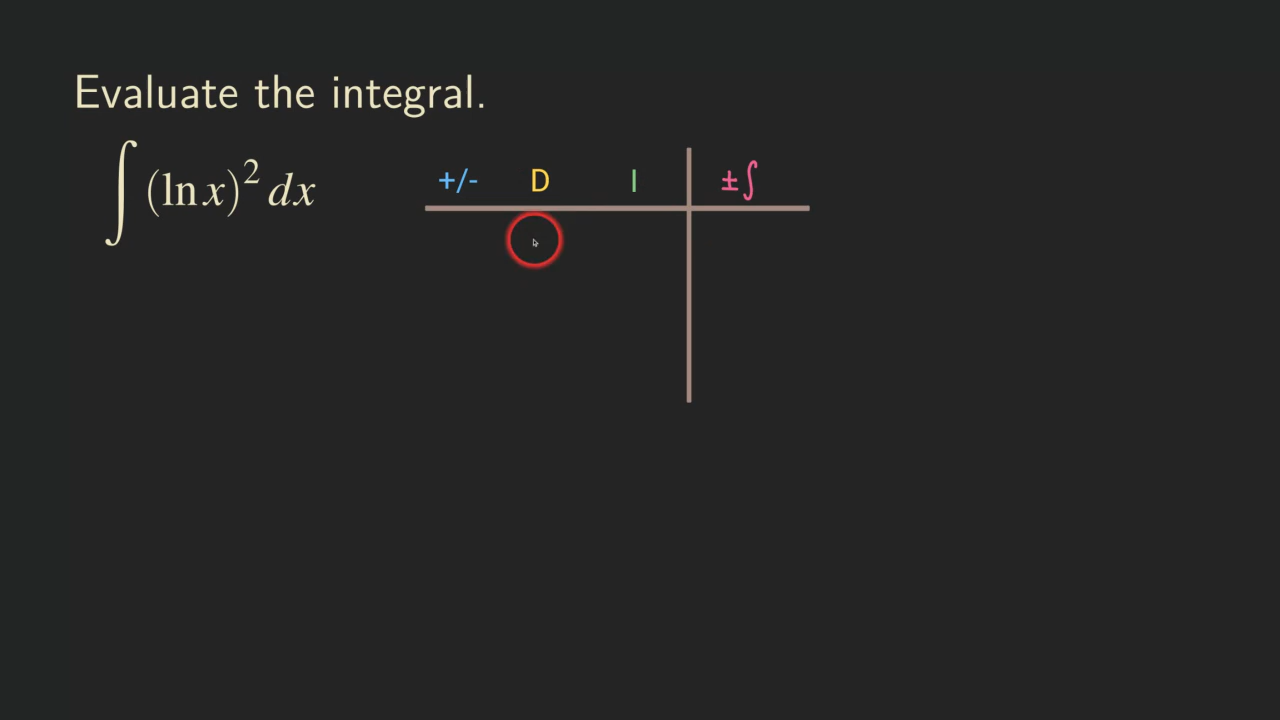 Evaluate the integral.
∫ (ln x)² dx
+/- D I ±∫